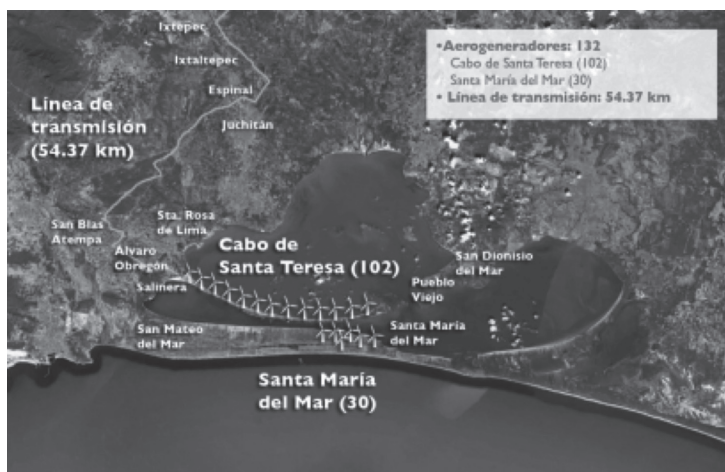 Ixtepec
Ixtaltepec
Espinal
Juchitán
Línea de
transmisión
(54.37 km)
•Aerogeneradores: 132
Cabo de Santa Teresa (102)
Santa María del Mar (30)
• Línea de transmisión: 54.37 km
San Blas
Atempa
Sta. Rosa
de Lima
Alvaro
Obregón
Cabo de
Santa Teresa (102)
San Dionisio
del Mar
Salinera
Pueblo
Viejo
San Mateo
del Mar
Santa María
del Mar
Santa María
del Mar (30)